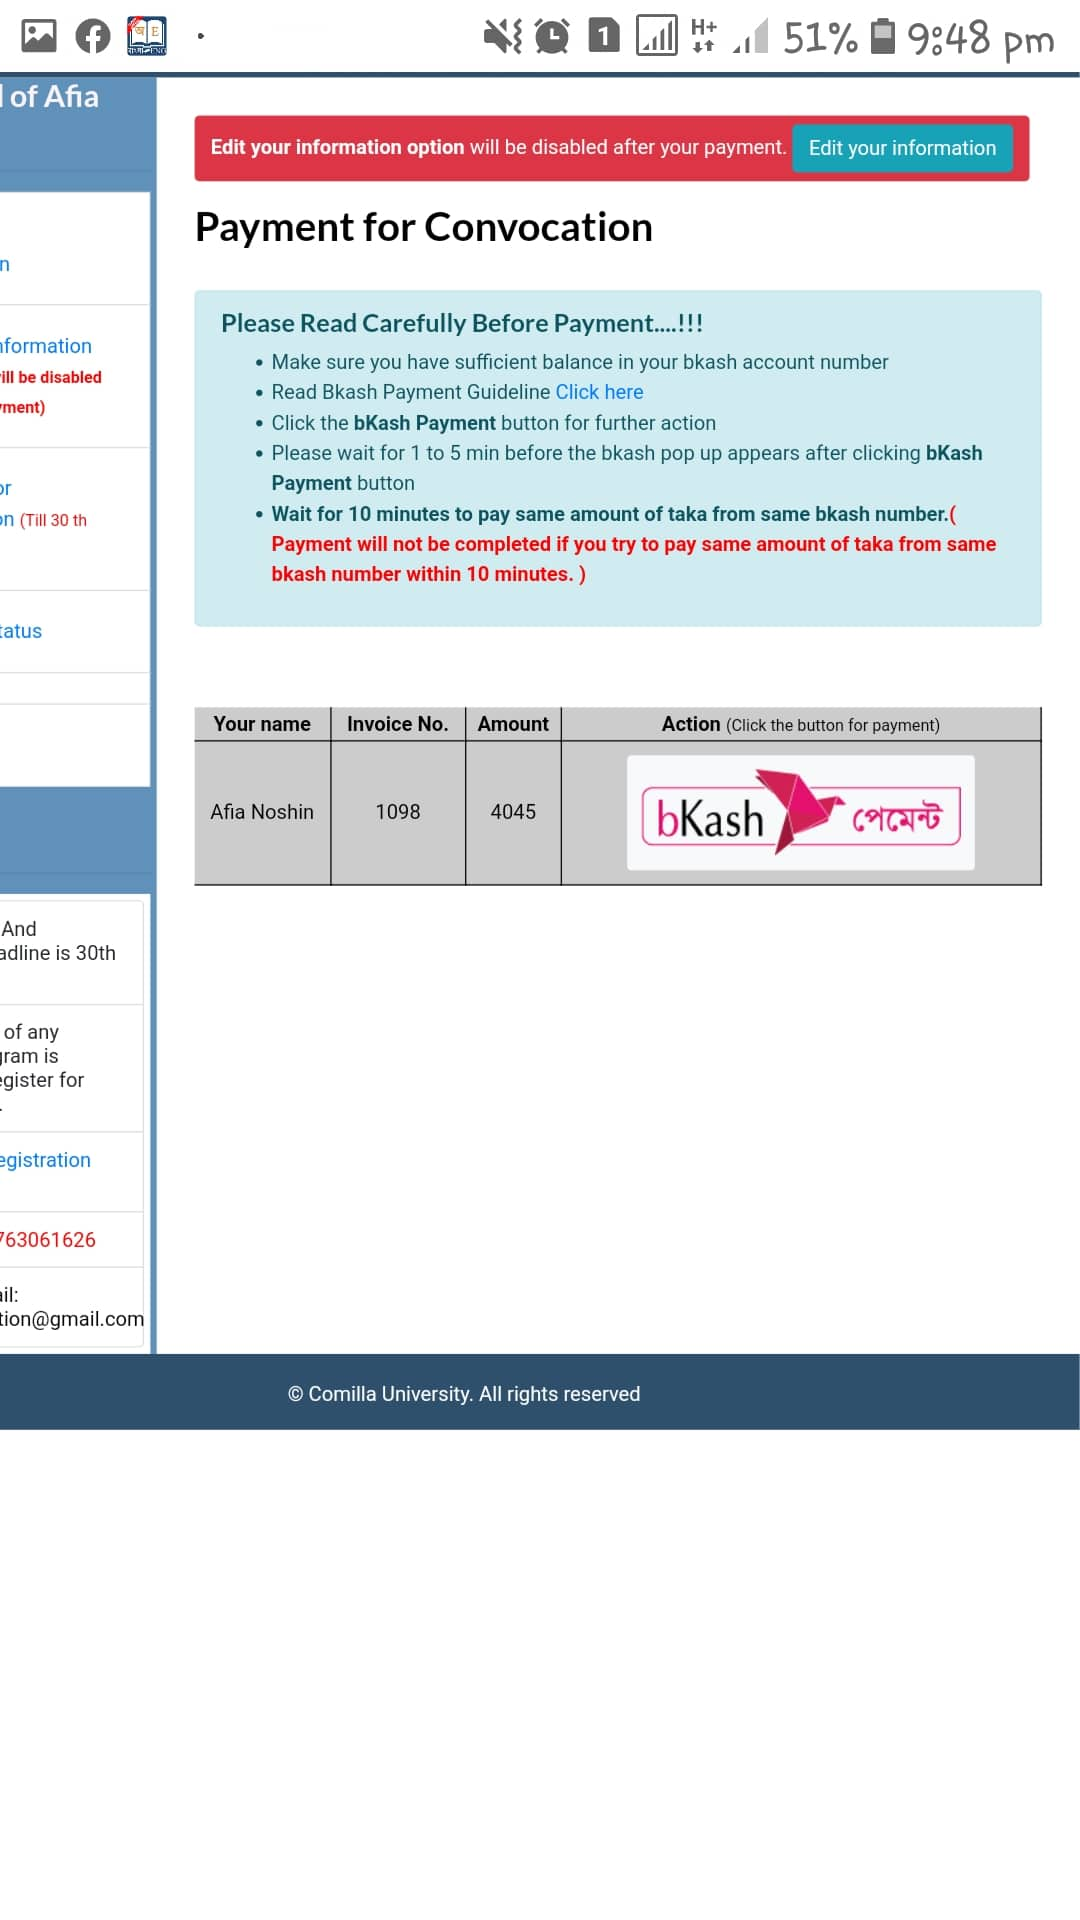 H+
1
51%
9:48 pm
of Afia
Edit your information option will be disabled after your payment.
Edit your information
Payment for Convocation
n
formation
ill be disabled
ment)
or
on (Till 30 th
tatus
Please Read Carefully Before Payment....!!!
• Make sure you have sufficient balance in your bkash account number
• Read Bkash Payment Guideline Click here
• Click the bKash Payment button for further action
• Please wait for 1 to 5 min before the bkash pop up appears after clicking bKash
Payment button
• Wait for 10 minutes to pay same amount of taka from same bkash number.(
Payment will not be completed if you try to pay same amount of taka from same
bkash number within 10 minutes. )
Your name Invoice No. Amount Action (Click the button for payment)
Afia Noshin 1098 4045 bKash পেমেন্ট
And
adline is 30th
of any
gram is
egister for
.
egistration
763061626
ail:
tion@gmail.com
© Comilla University. All rights reserved